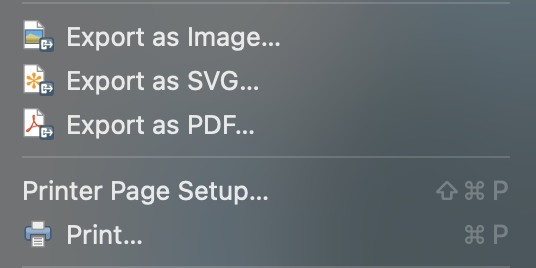 Export as Image...
Export as SVG...
Export as PDF...
Printer Page Setup... ⇧ ⌘ P
Print... ⌘ P